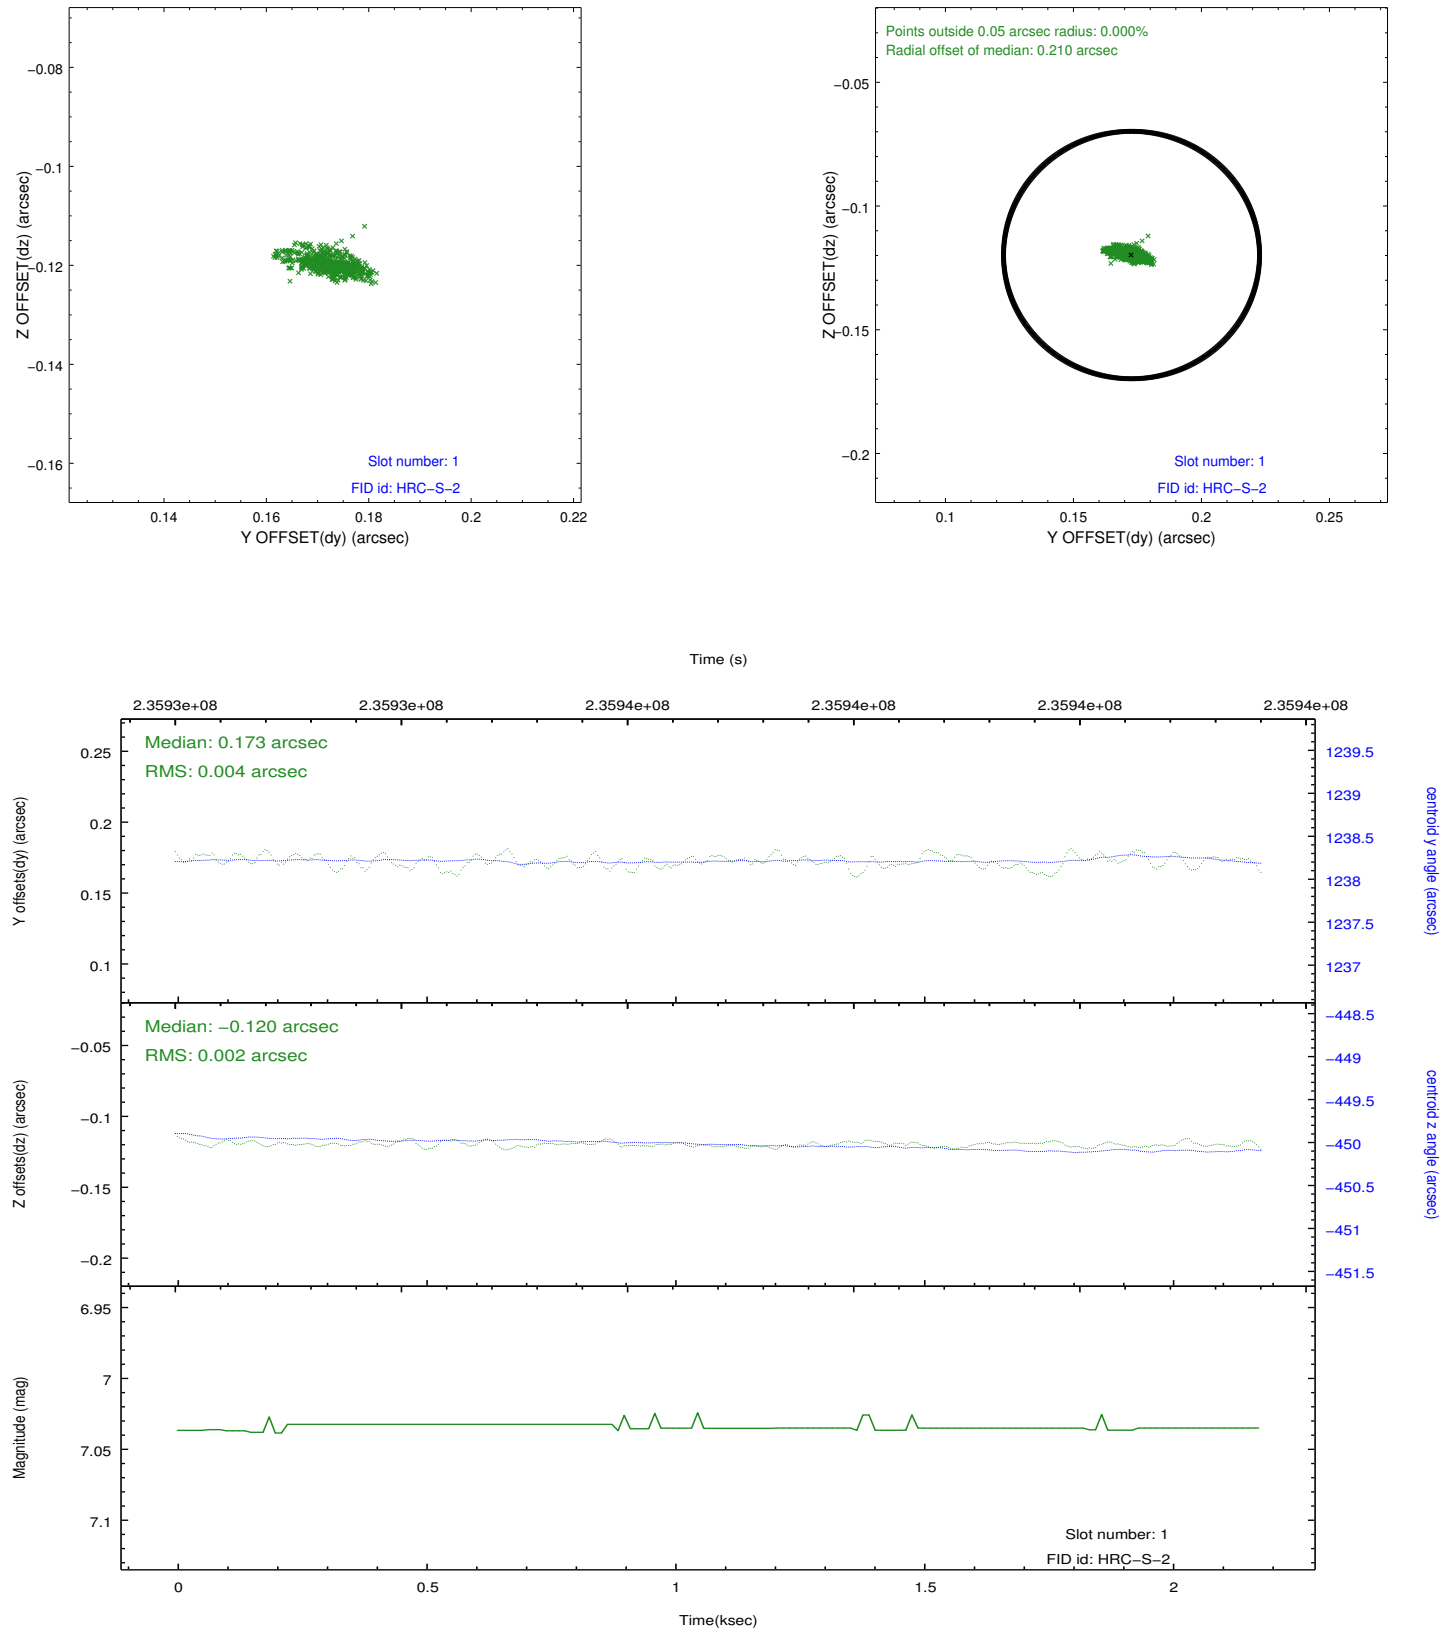 −0.08
−0.1
−0.12
−0.14
−0.16
Z OFFSET(dz) (arcsec)
Slot number: 1
FID id: HRC−S−2
0.14 0.16 0.18 0.2 0.22
Y OFFSET(dy) (arcsec)
Points outside 0.05 arcsec radius: 0.000%
Radial offset of median: 0.210 arcsec
−0.05
−0.1
−0.15
−0.2
Z OFFSET(dz) (arcsec)
Slot number: 1
FID id: HRC−S−2
0.1 0.15 0.2 0.25
Y OFFSET(dy) (arcsec)
Time (s)
2.3593e+08 2.3593e+08 2.3594e+08 2.3594e+08 2.3594e+08 2.3594e+08
Median: 0.173 arcsec
RMS: 0.004 arcsec
0.25
0.2
0.15
0.1
Y offsets(dy) (arcsec)
1239.5
1239
1238.5
1238
1237.5
1237
centroid y angle (arcsec)
Median: −0.120 arcsec
RMS: 0.002 arcsec
−0.05
−0.1
−0.15
−0.2
Z offsets(dz) (arcsec)
−448.5
−449
−449.5
−450
−450.5
−451
−451.5
centroid z angle (arcsec)
6.95
7
7.05
7.1
Magnitude (mag)
Slot number: 1
FID id: HRC−S−2
0 0.5 1 1.5 2
Time(ksec)